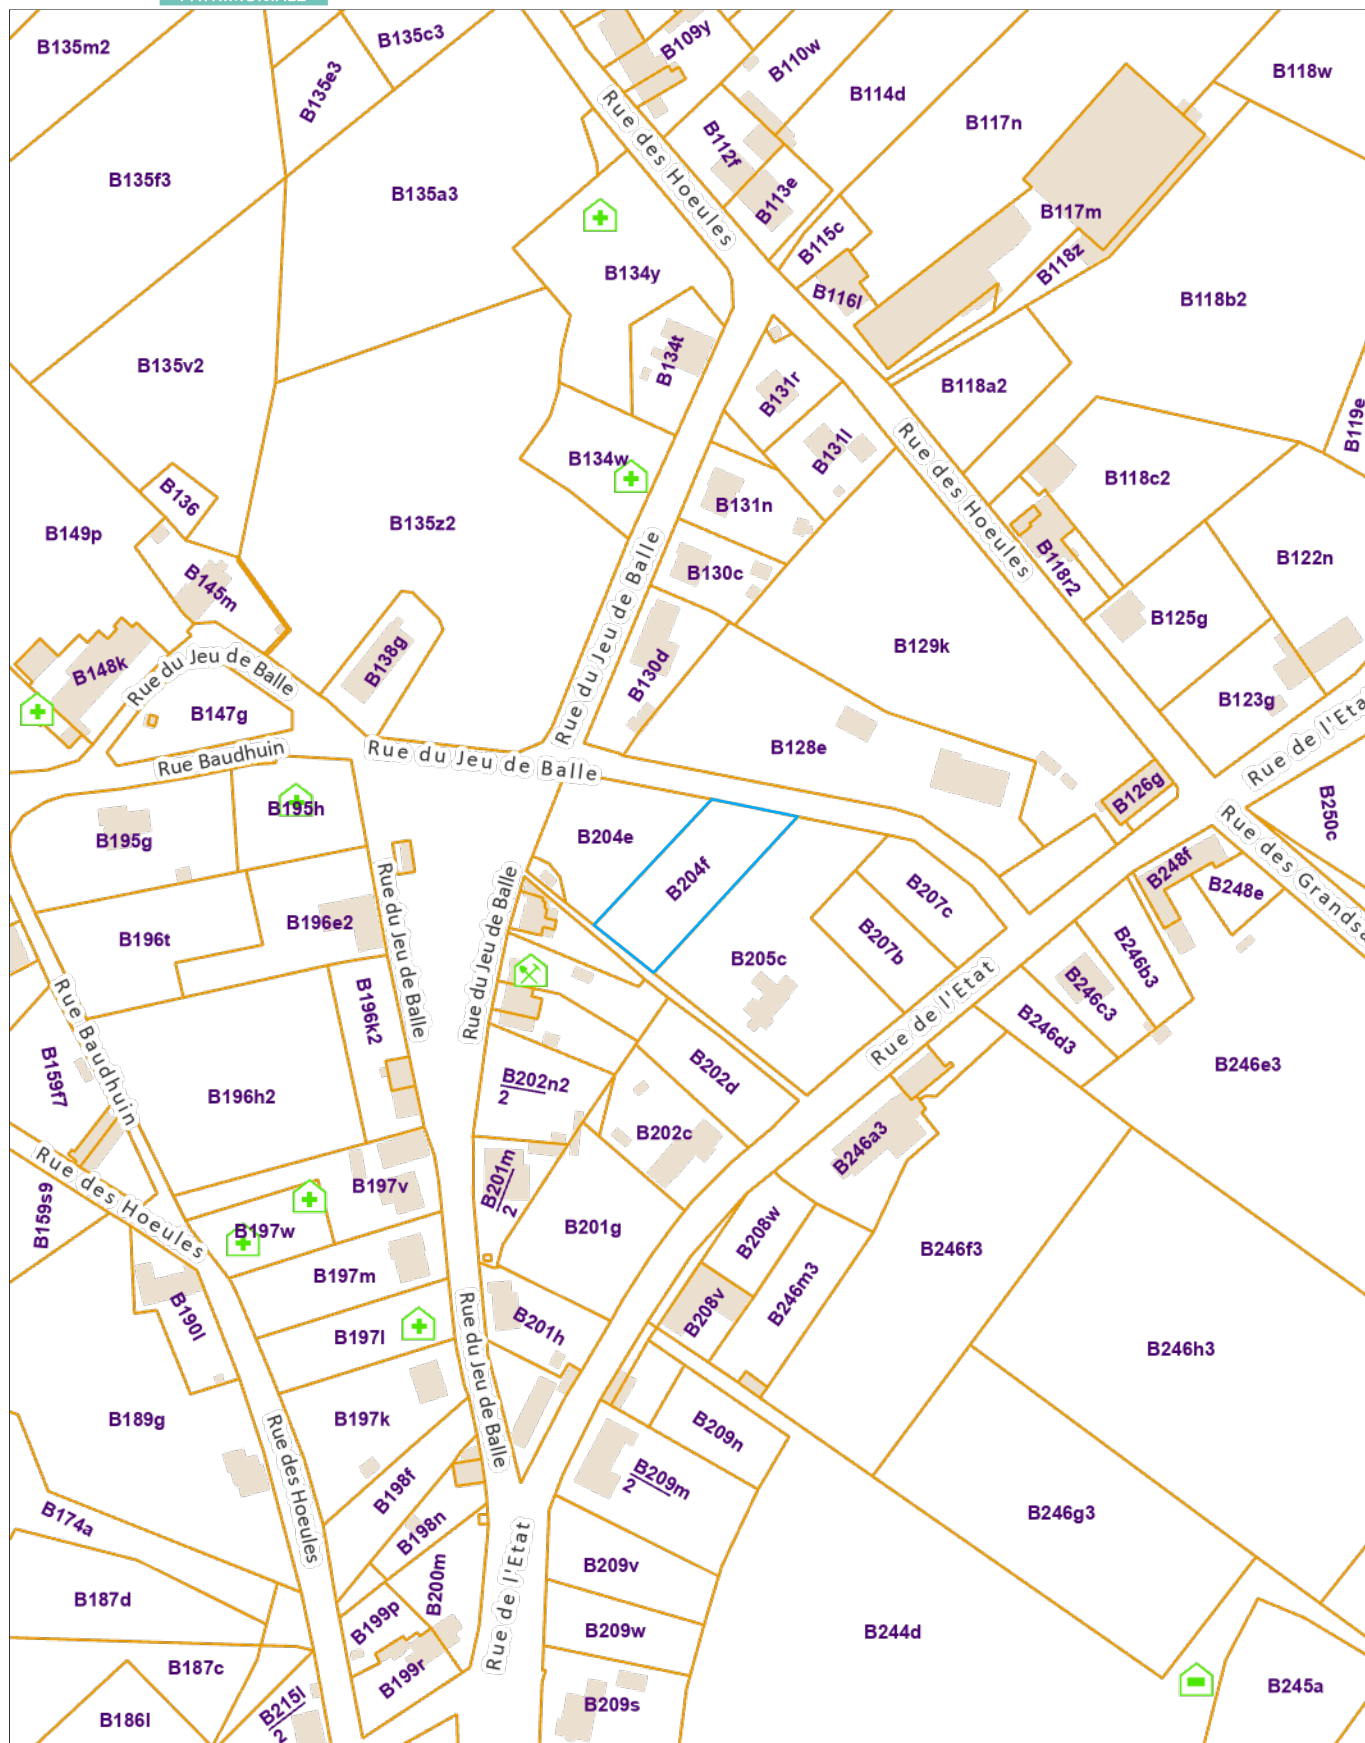 B135m2
B135c3
B109y
B110w
B118w
B135e3
B114d
B117n
Rue des Hoeules
B112f
B135f3
B135a3
B113e
B117m
B115c
B118z
B134y
B116l
B118b2
B134t
B135v2
B131r
B118a2
B119e
B131l
B134w
Rue des Hoeules
B118c2
B136
B131n
B135z2
B149p
B122n
B130c
B118r2
B145m
Rue du Jeu de Balle
B125g
B129k
B138g
B148k
Rue du Jeu de Balle
B130d
B123g
B147g
Rue de l'Eta
B128e
Rue Baudhuin
Rue du Jeu de Balle
B126g
B195h
B250c
B195g
B204e
Rue des Grands
B204f
B248f
B248e
B207c
Rue du Jeu de Balle
B196e2
Rue du Jeu de Balle
B196t
B207b
B205c
B246b3
B246c3
Rue de l'Etat
B196k2
B246d3
Rue Baudhuin
B246e3
B159f7
B202d
B202n2
2
B196h2
B202c
B246a3
Rue des Hoeules
B201m
2
B197v
B159s9
B197w
B201g
B208w
B246f3
B197m
B246m3
B190l
B208v
B201h
B197l
B246h3
Rue du Jeu de Balle
B189g
B197k
B209n
Rue des Hoeules
B209m
2
B198f
B246g3
B174a
B198n
Rue de l'Etat
B209v
B200m
B187d
B199p
B209w
B244d
B187c
B199r
B245a
B215l
2
B209s
B186l